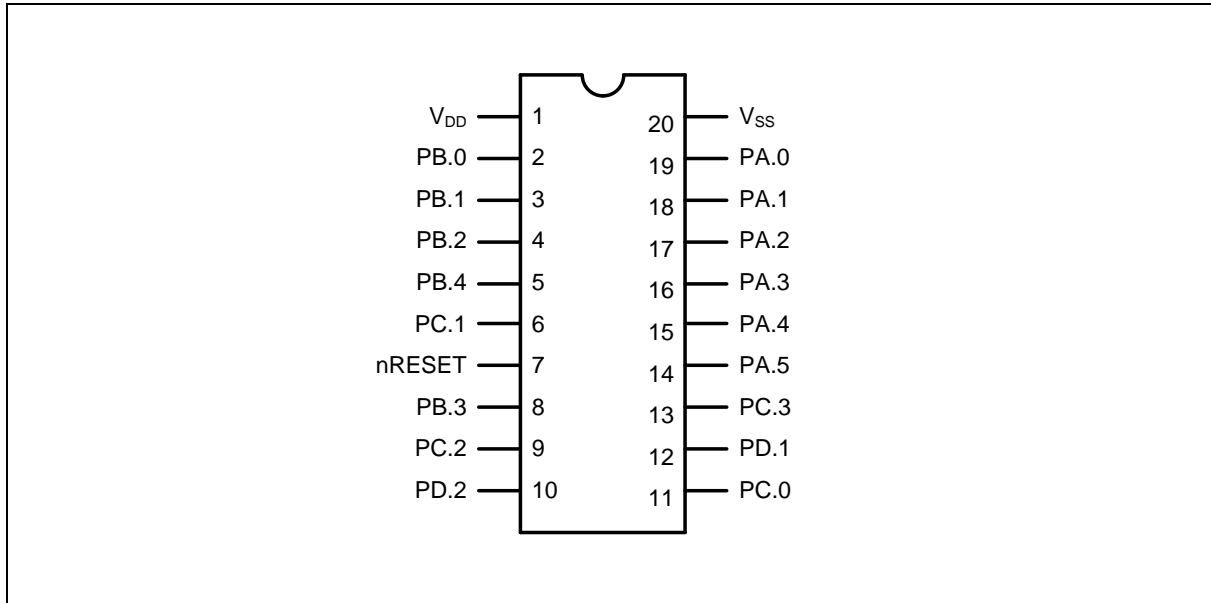 V_DD 1 20 V_SS
PB.0 2 19 PA.0
PB.1 3 18 PA.1
PB.2 4 17 PA.2
PB.4 5 16 PA.3
PC.1 6 15 PA.4
nRESET 7 14 PA.5
PB.3 8 13 PC.3
PC.2 9 12 PD.1
PD.2 10 11 PC.0